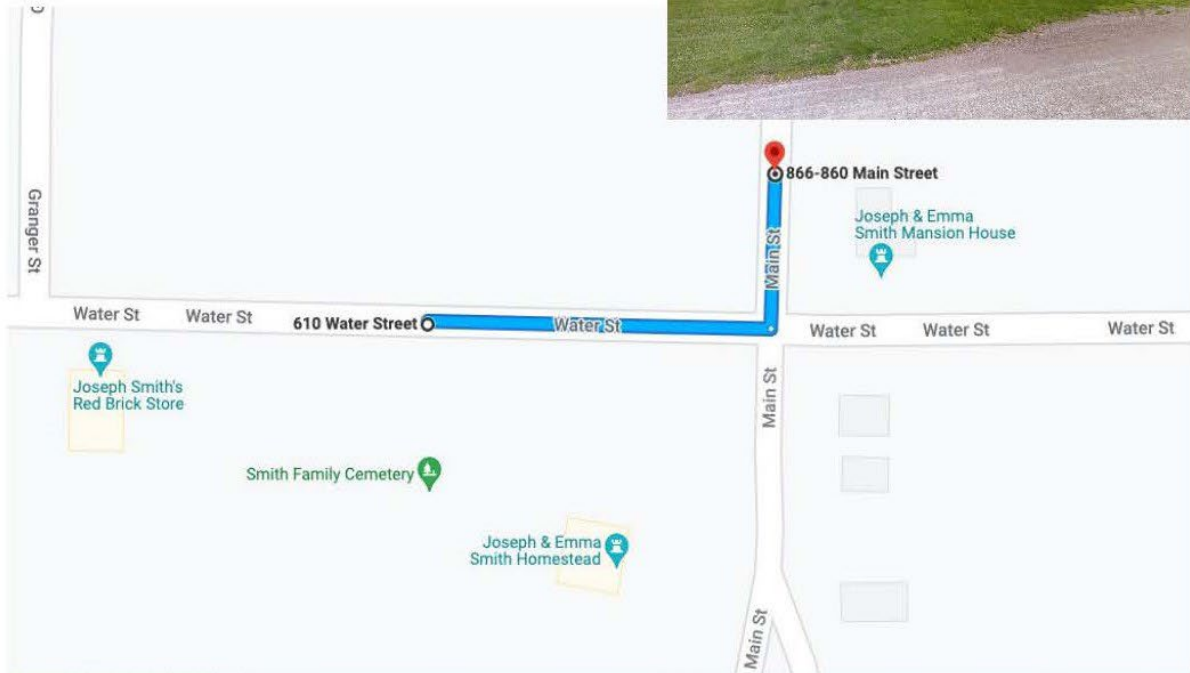 Granger St
866-860 Main Street
Joseph & Emma
Smith Mansion House
Main St
Water St
Water St
610 Water Street
Water St
Water St
Water St
Water St
Joseph Smith's
Red Brick Store
Main St
Smith Family Cemetery
Joseph & Emma
Smith Homestead
Main St